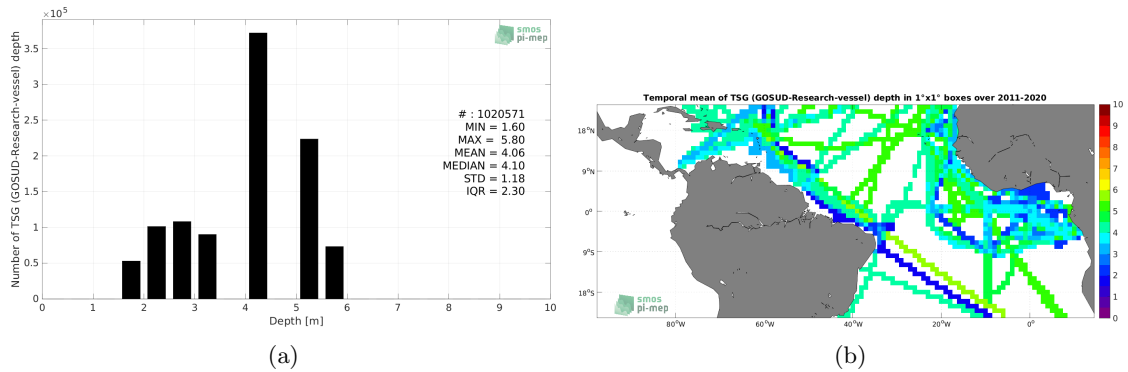 ×10⁵
3.5
3
2.5
2
1.5
1
0.5
0
Number of TSG (GOSUD-Research-vessel) depth
smos
pi-mep
# : 1020571
MIN = 1.60
MAX = 5.80
MEAN = 4.06
MEDIAN = 4.10
STD = 1.18
IQR = 2.30
0 1 2 3 4 5 6 7 8 9 10
Depth [m]
(a)
Temporal mean of TSG (GOSUD-Research-vessel) depth in 1°x1° boxes over 2011-2020
18°N
9°N
0°
9°S
18°S
smos
pi-mep
80°W 60°W 40°W 20°W 0°
10
9
8
7
6
5
4
3
2
1
0
(b)